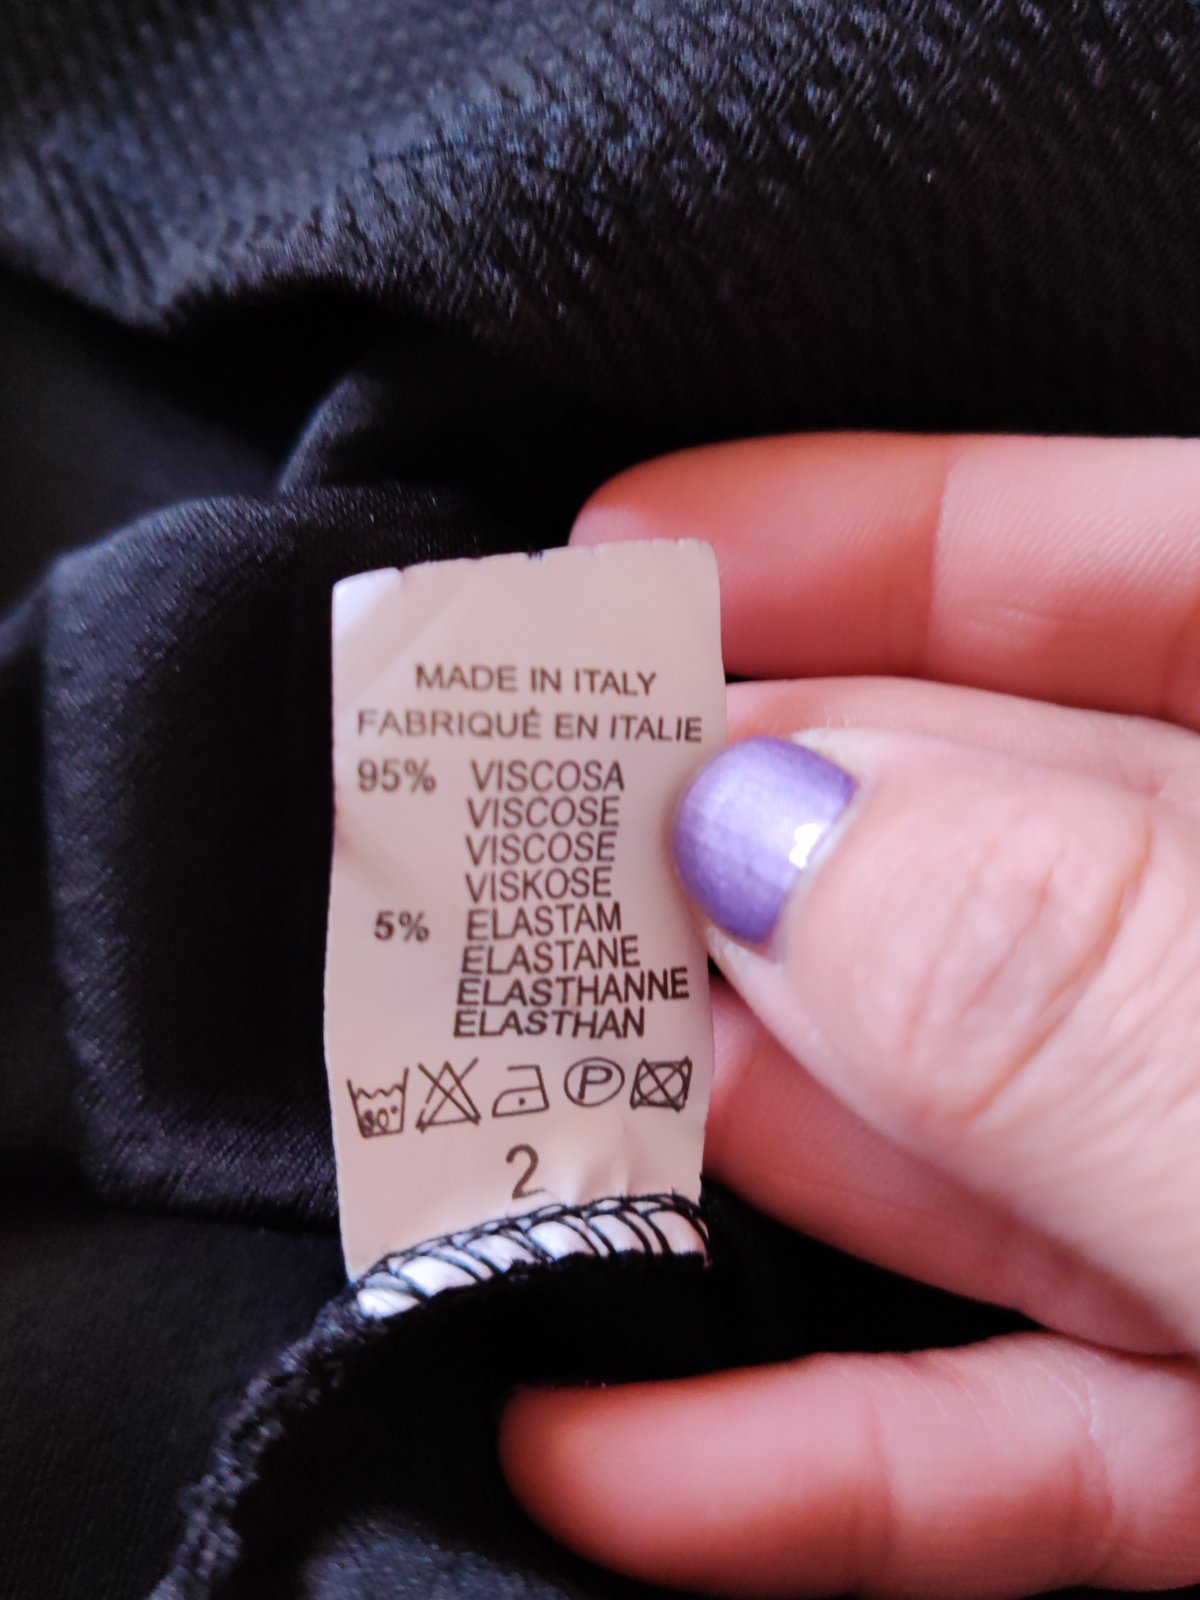 MADE IN ITALY
FABRIQUÉ EN ITALIE
95% VISCOSA
VISCOSE
VISCOSE
VISKOSE
5% ELASTAM
ELASTANE
ELASTHANNE
ELASTHAN
P
2